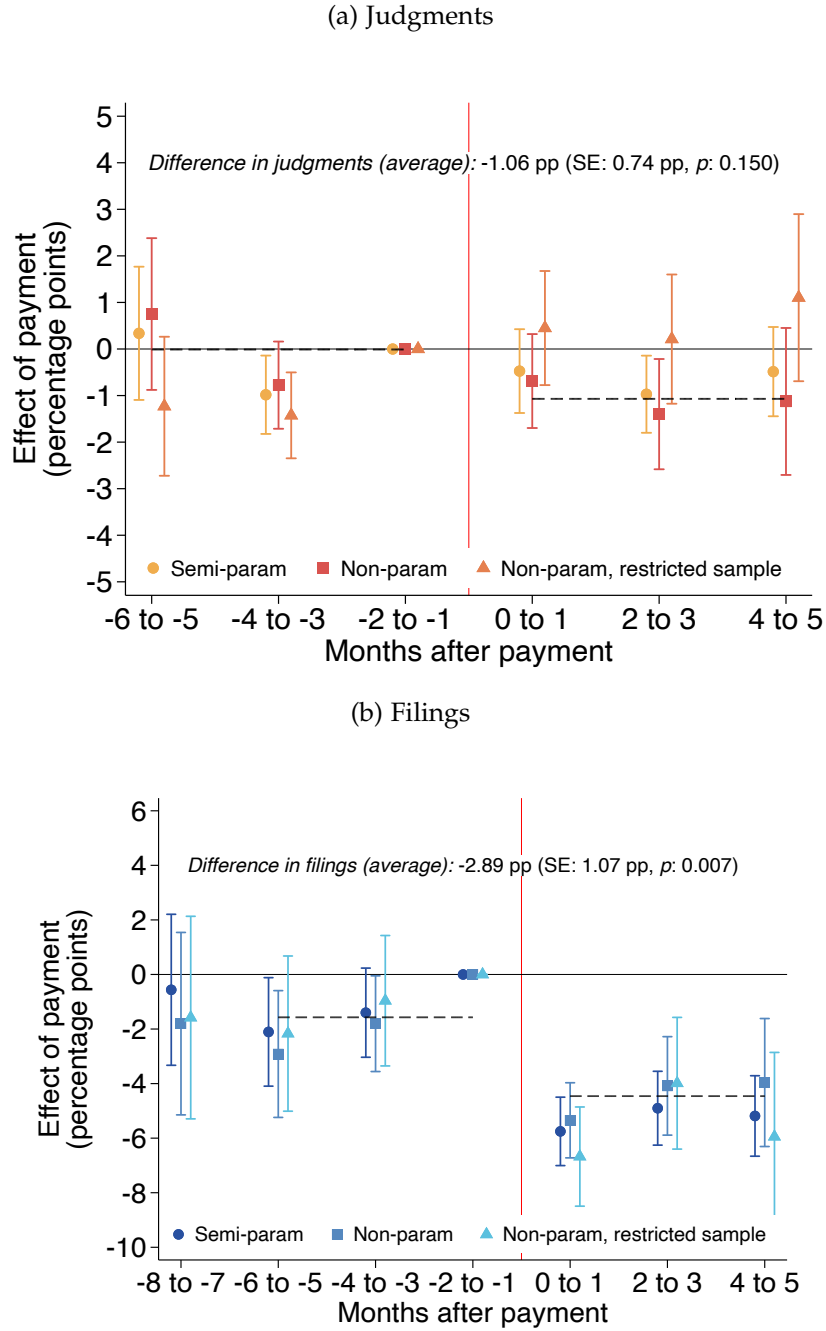 (a) Judgments
Difference in judgments (average): -1.06 pp (SE: 0.74 pp, p: 0.150)
Effect of payment
(percentage points)
5
4
3
2
1
0
-1
-2
-3
-4
-5
Semi-param Non-param Non-param, restricted sample
-6 to -5 -4 to -3 -2 to -1 0 to 1 2 to 3 4 to 5
Months after payment
(b) Filings
Difference in filings (average): -2.89 pp (SE: 1.07 pp, p: 0.007)
Effect of payment
(percentage points)
6
4
2
0
-2
-4
-6
-8
-10
Semi-param Non-param Non-param, restricted sample
-8 to -7 -6 to -5 -4 to -3 -2 to -1 0 to 1 2 to 3 4 to 5
Months after payment